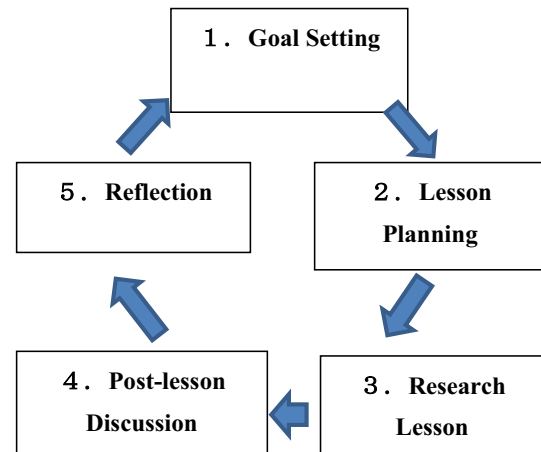 １．Goal Setting
２．Lesson
Planning
３．Research
Lesson
４．Post-lesson
Discussion
５．Reflection